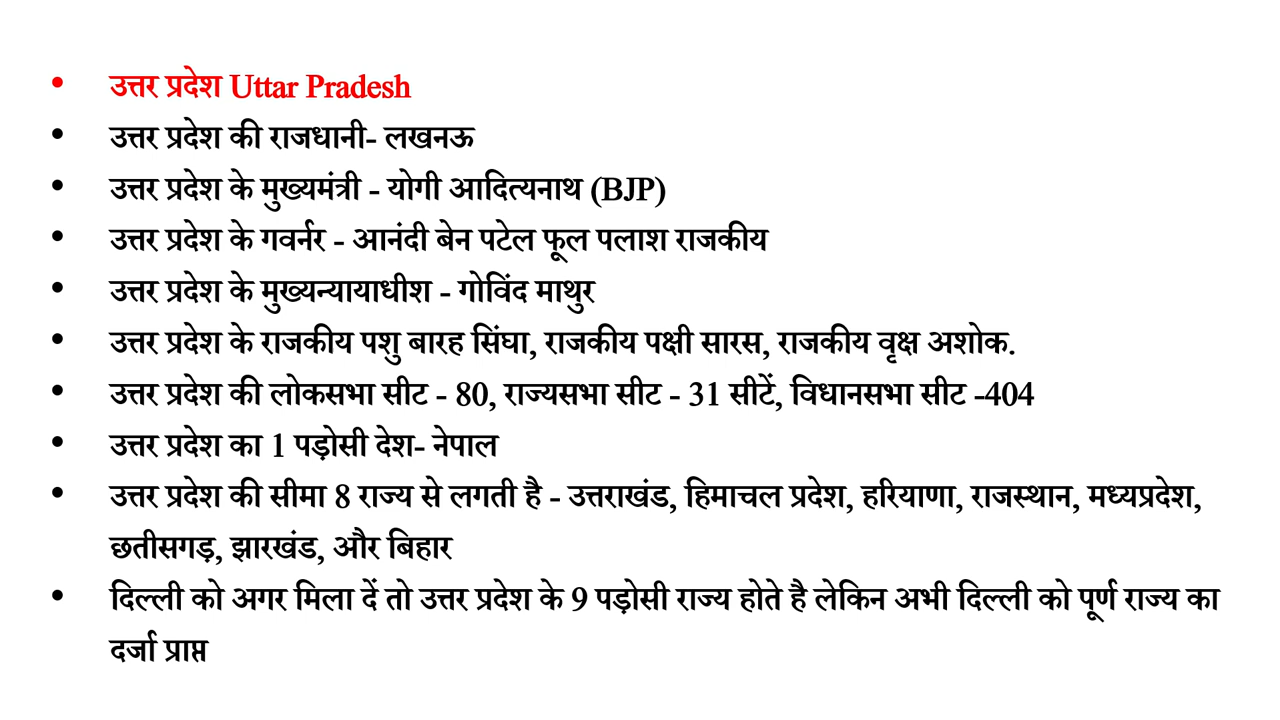 • उत्तर प्रदेश Uttar Pradesh
• उत्तर प्रदेश की राजधानी- लखनऊ
• उत्तर प्रदेश के मुख्यमंत्री - योगी आदित्यनाथ (BJP)
• उत्तर प्रदेश के गवर्नर - आनंदी बेन पटेल फूल पलाश राजकीय
• उत्तर प्रदेश के मुख्यन्यायाधीश - गोविंद माथुर
• उत्तर प्रदेश के राजकीय पशु बारह सिंघा, राजकीय पक्षी सारस, राजकीय वृक्ष अशोक.
• उत्तर प्रदेश की लोकसभा सीट - 80, राज्यसभा सीट - 31 सीटें, विधानसभा सीट -404
• उत्तर प्रदेश का 1 पड़ोसी देश- नेपाल
• उत्तर प्रदेश की सीमा 8 राज्य से लगती है - उत्तराखंड, हिमाचल प्रदेश, हरियाणा, राजस्थान, मध्यप्रदेश,
छतीसगड़, झारखंड, और बिहार
• दिल्ली को अगर मिला दें तो उत्तर प्रदेश के 9 पड़ोसी राज्य होते है लेकिन अभी दिल्ली को पूर्ण राज्य का
दर्जा प्राप्त